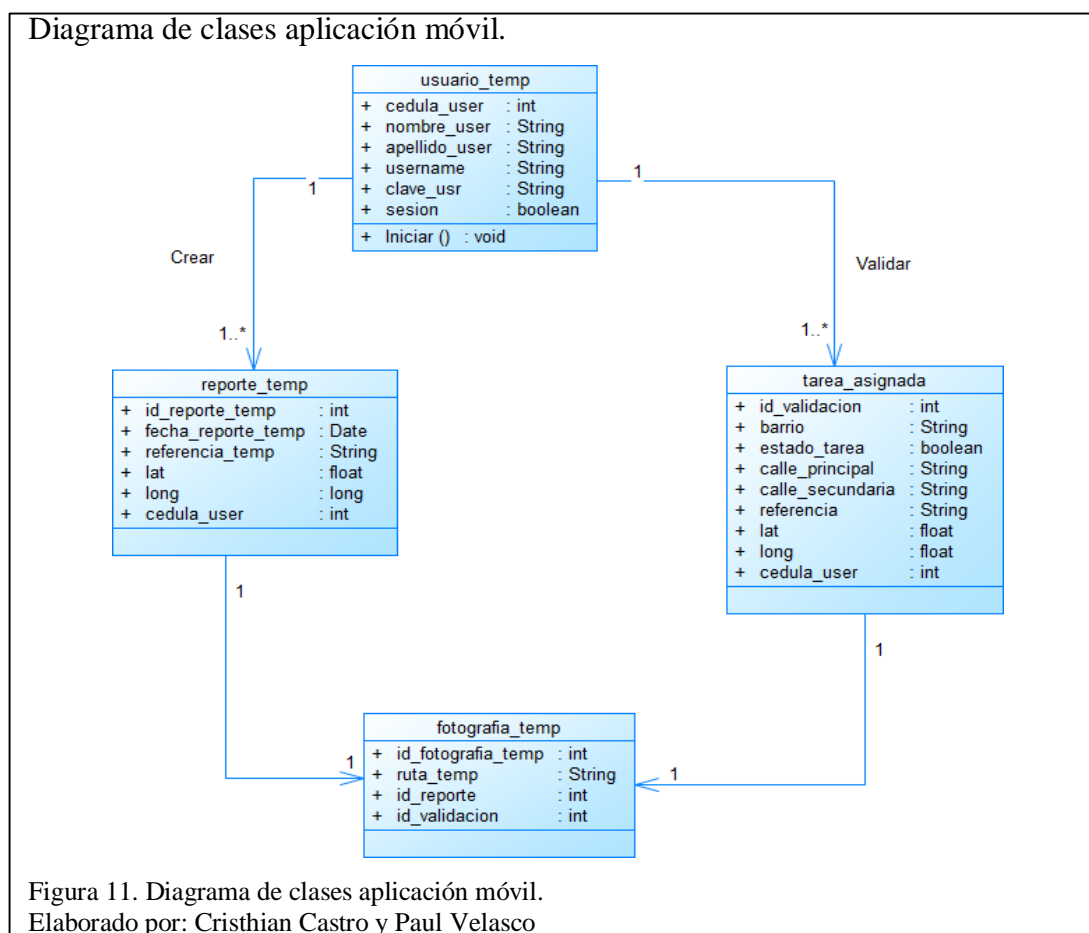 Diagrama de clases aplicación móvil.
usuario_temp
+ cedula_user : int
+ nombre_user : String
+ apellido_user : String
+ username : String
+ clave_usr : String
+ sesion : boolean
+ Iniciar () : void
1
1
Crear
Validar
1..*
1..*
reporte_temp
+ id_reporte_temp : int
+ fecha_reporte_temp : Date
+ referencia_temp : String
+ lat : float
+ long : long
+ cedula_user : int
tarea_asignada
+ id_validacion : int
+ barrio : String
+ estado_tarea : boolean
+ calle_principal : String
+ calle_secundaria : String
+ referencia : String
+ lat : float
+ long : float
+ cedula_user : int
1
1
fotografia_temp
+ id_fotografia_temp : int
+ ruta_temp : String
+ id_reporte : int
+ id_validacion : int
1
1
Figura 11. Diagrama de clases aplicación móvil.
Elaborado por: Cristhian Castro y Paul Velasco